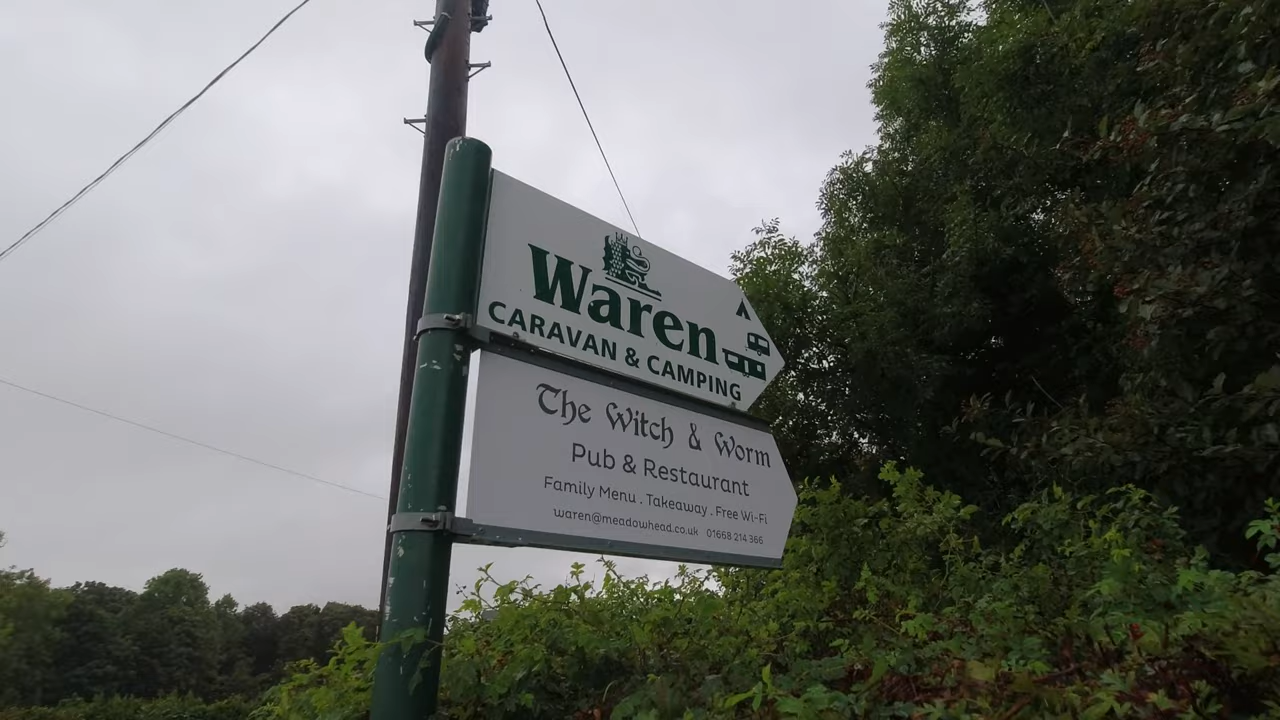 Waren
CARAVAN & CAMPING
The Witch & Worm
Pub & Restaurant
Family Menu . Takeaway . Free Wi-Fi
waren@meadowhead.co.uk 01668 214 366